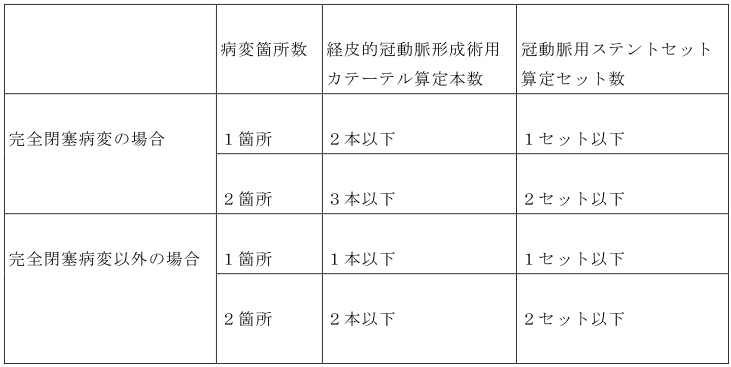 病変箇所数
経皮的冠動脈形成術用
カテーテル算定本数
冠動脈用ステントセット
算定セット数
完全閉塞病変の場合
１箇所
２本以下
１セット以下
２箇所
３本以下
２セット以下
完全閉塞病変以外の場合
１箇所
１本以下
１セット以下
２箇所
２本以下
２セット以下